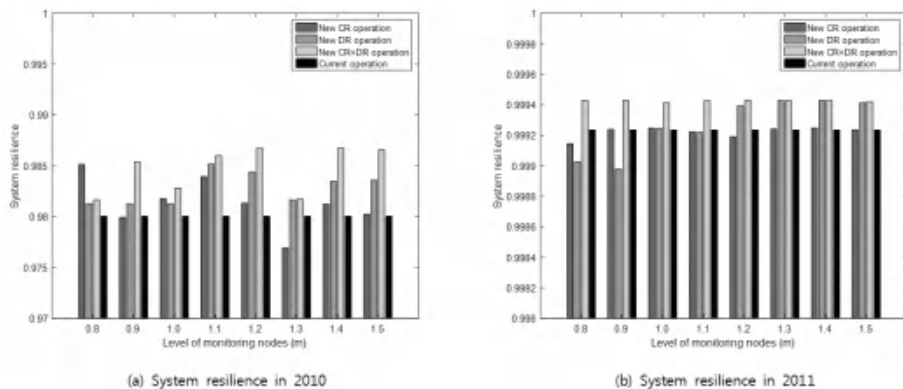 1
0.995
0.99
0.985
0.98
0.975
0.97
System resilience
New CR operation
New DR operation
New CR+DR operation
Current operation
0.8 0.9 1.0 1.1 1.2 1.3 1.4 1.5
Level of monitoring nodes (m)
(a) System resilience in 2010
1
0.9998
0.9996
0.9994
0.9992
0.999
0.9988
0.9986
0.9984
0.9982
0.998
System resilience
New CR operation
New DR operation
New CR+DR operation
Current operation
0.8 0.9 1.0 1.1 1.2 1.3 1.4 1.5
Level of monitoring nodes (m)
(b) System resilience in 2011